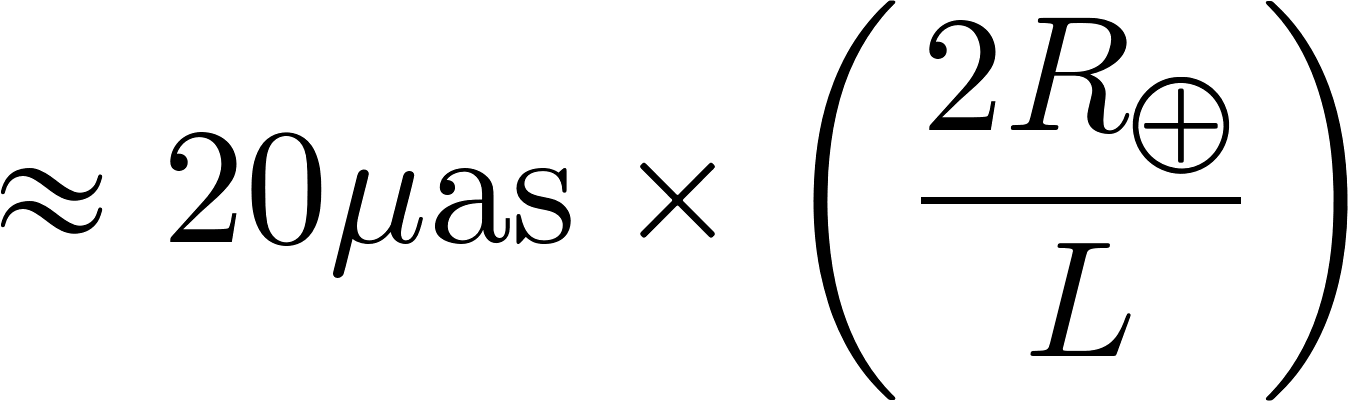 ≈ 20μas × (2R⊕/L)